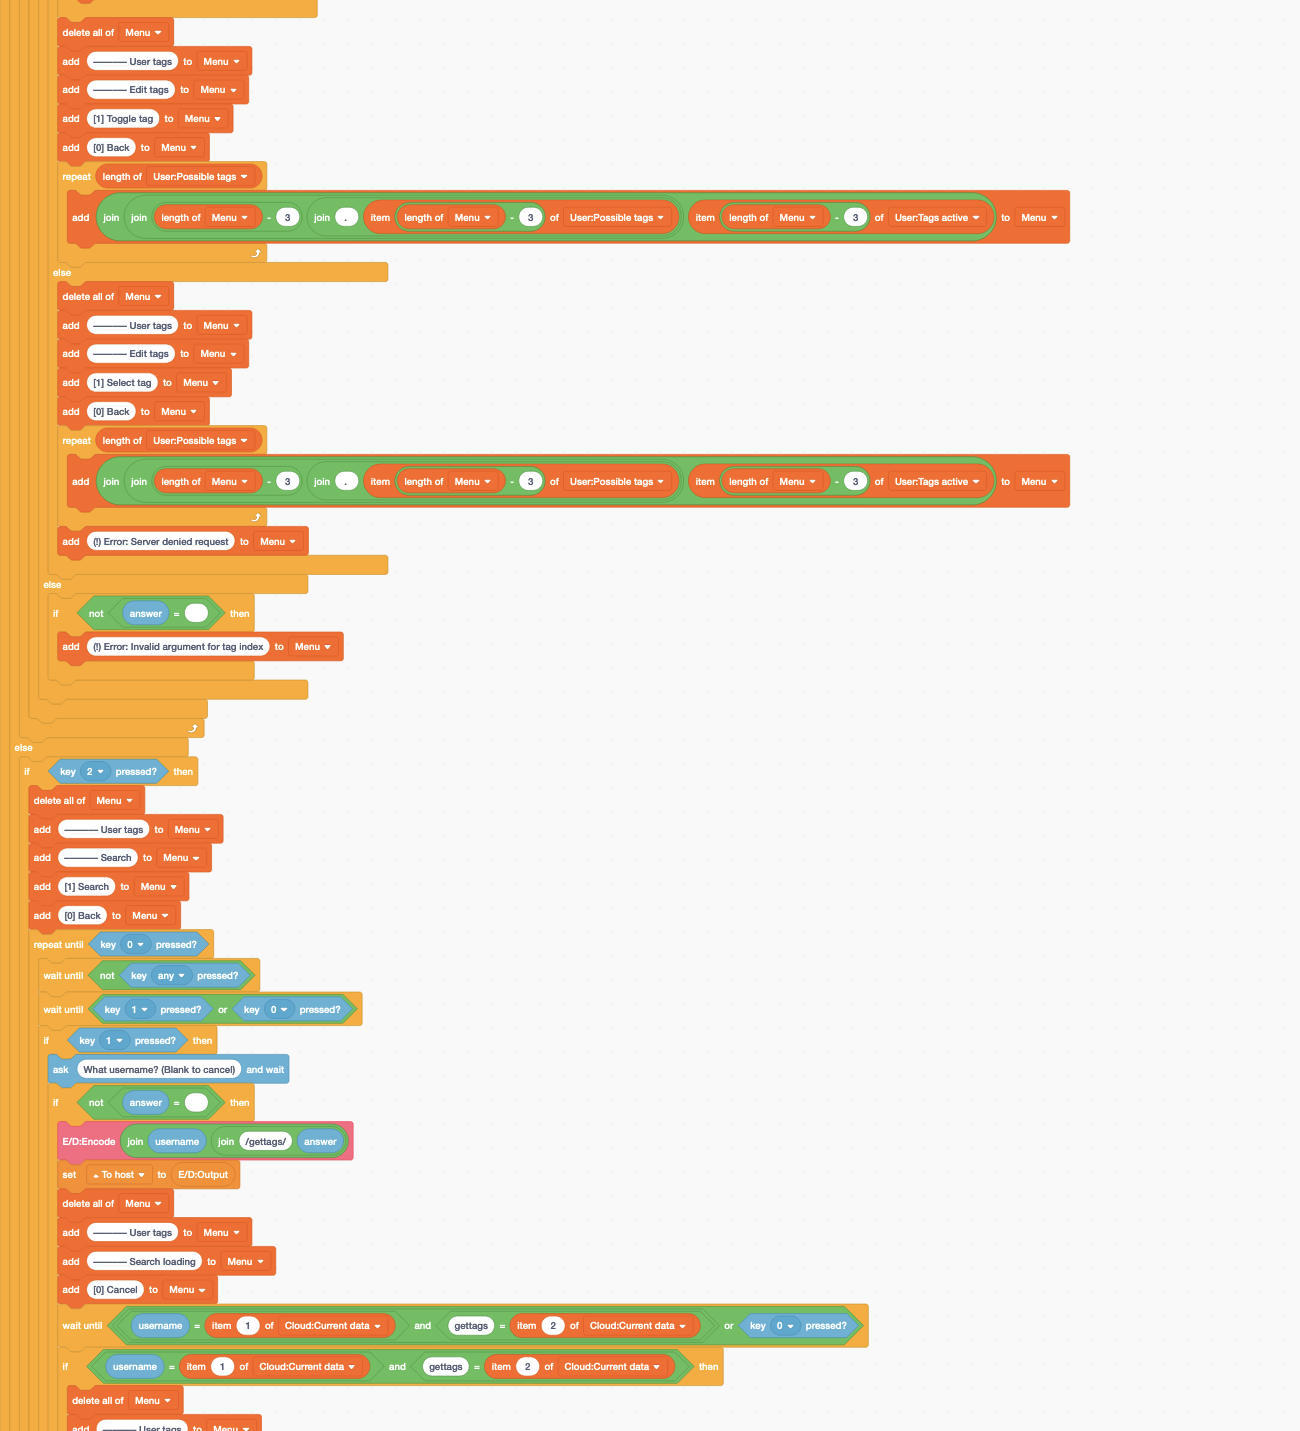 delete all of Menu
add ———— User tags to Menu
add ———— Edit tags to Menu
add [1] Toggle tag to Menu
add [0] Back to Menu
repeat length of User:Possible tags
add join join length of Menu - 3 join . item length of Menu - 3 of User:Possible tags item length of Menu - 3 of User:Tags active to Menu
else
delete all of Menu
add ———— User tags to Menu
add ———— Edit tags to Menu
add [1] Select tag to Menu
add [0] Back to Menu
repeat length of User:Possible tags
add join join length of Menu - 3 join . item length of Menu - 3 of User:Possible tags item length of Menu - 3 of User:Tags active to Menu
add (!) Error: Server denied request to Menu
else
if not answer = then
add (!) Error: Invalid argument for tag index to Menu
else
if key 2 pressed? then
delete all of Menu
add ———— User tags to Menu
add ———— Search to Menu
add [1] Search to Menu
add [0] Back to Menu
repeat until key 0 pressed?
wait until not key any pressed?
wait until key 1 pressed? or key 0 pressed?
if key 1 pressed? then
ask What username? (Blank to cancel) and wait
if not answer = then
E/D:Encode join username join /gettags/ answer
set To host to E/D:Output
delete all of Menu
add ———— User tags to Menu
add ———— Search loading to Menu
add [0] Cancel to Menu
wait until username = item 1 of Cloud:Current data and gettags = item 2 of Cloud:Current data or key 0 pressed?
if username = item 1 of Cloud:Current data and gettags = item 2 of Cloud:Current data then
delete all of Menu
add ———— User tags to Menu